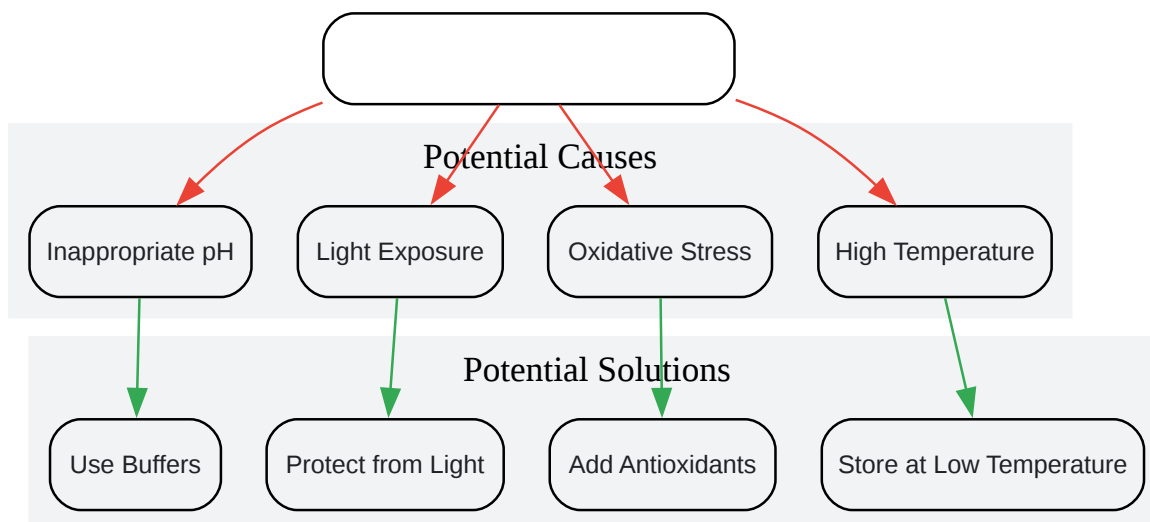 Potential Causes
Inappropriate pH
Light Exposure
Oxidative Stress
High Temperature
Potential Solutions
Use Buffers
Protect from Light
Add Antioxidants
Store at Low Temperature